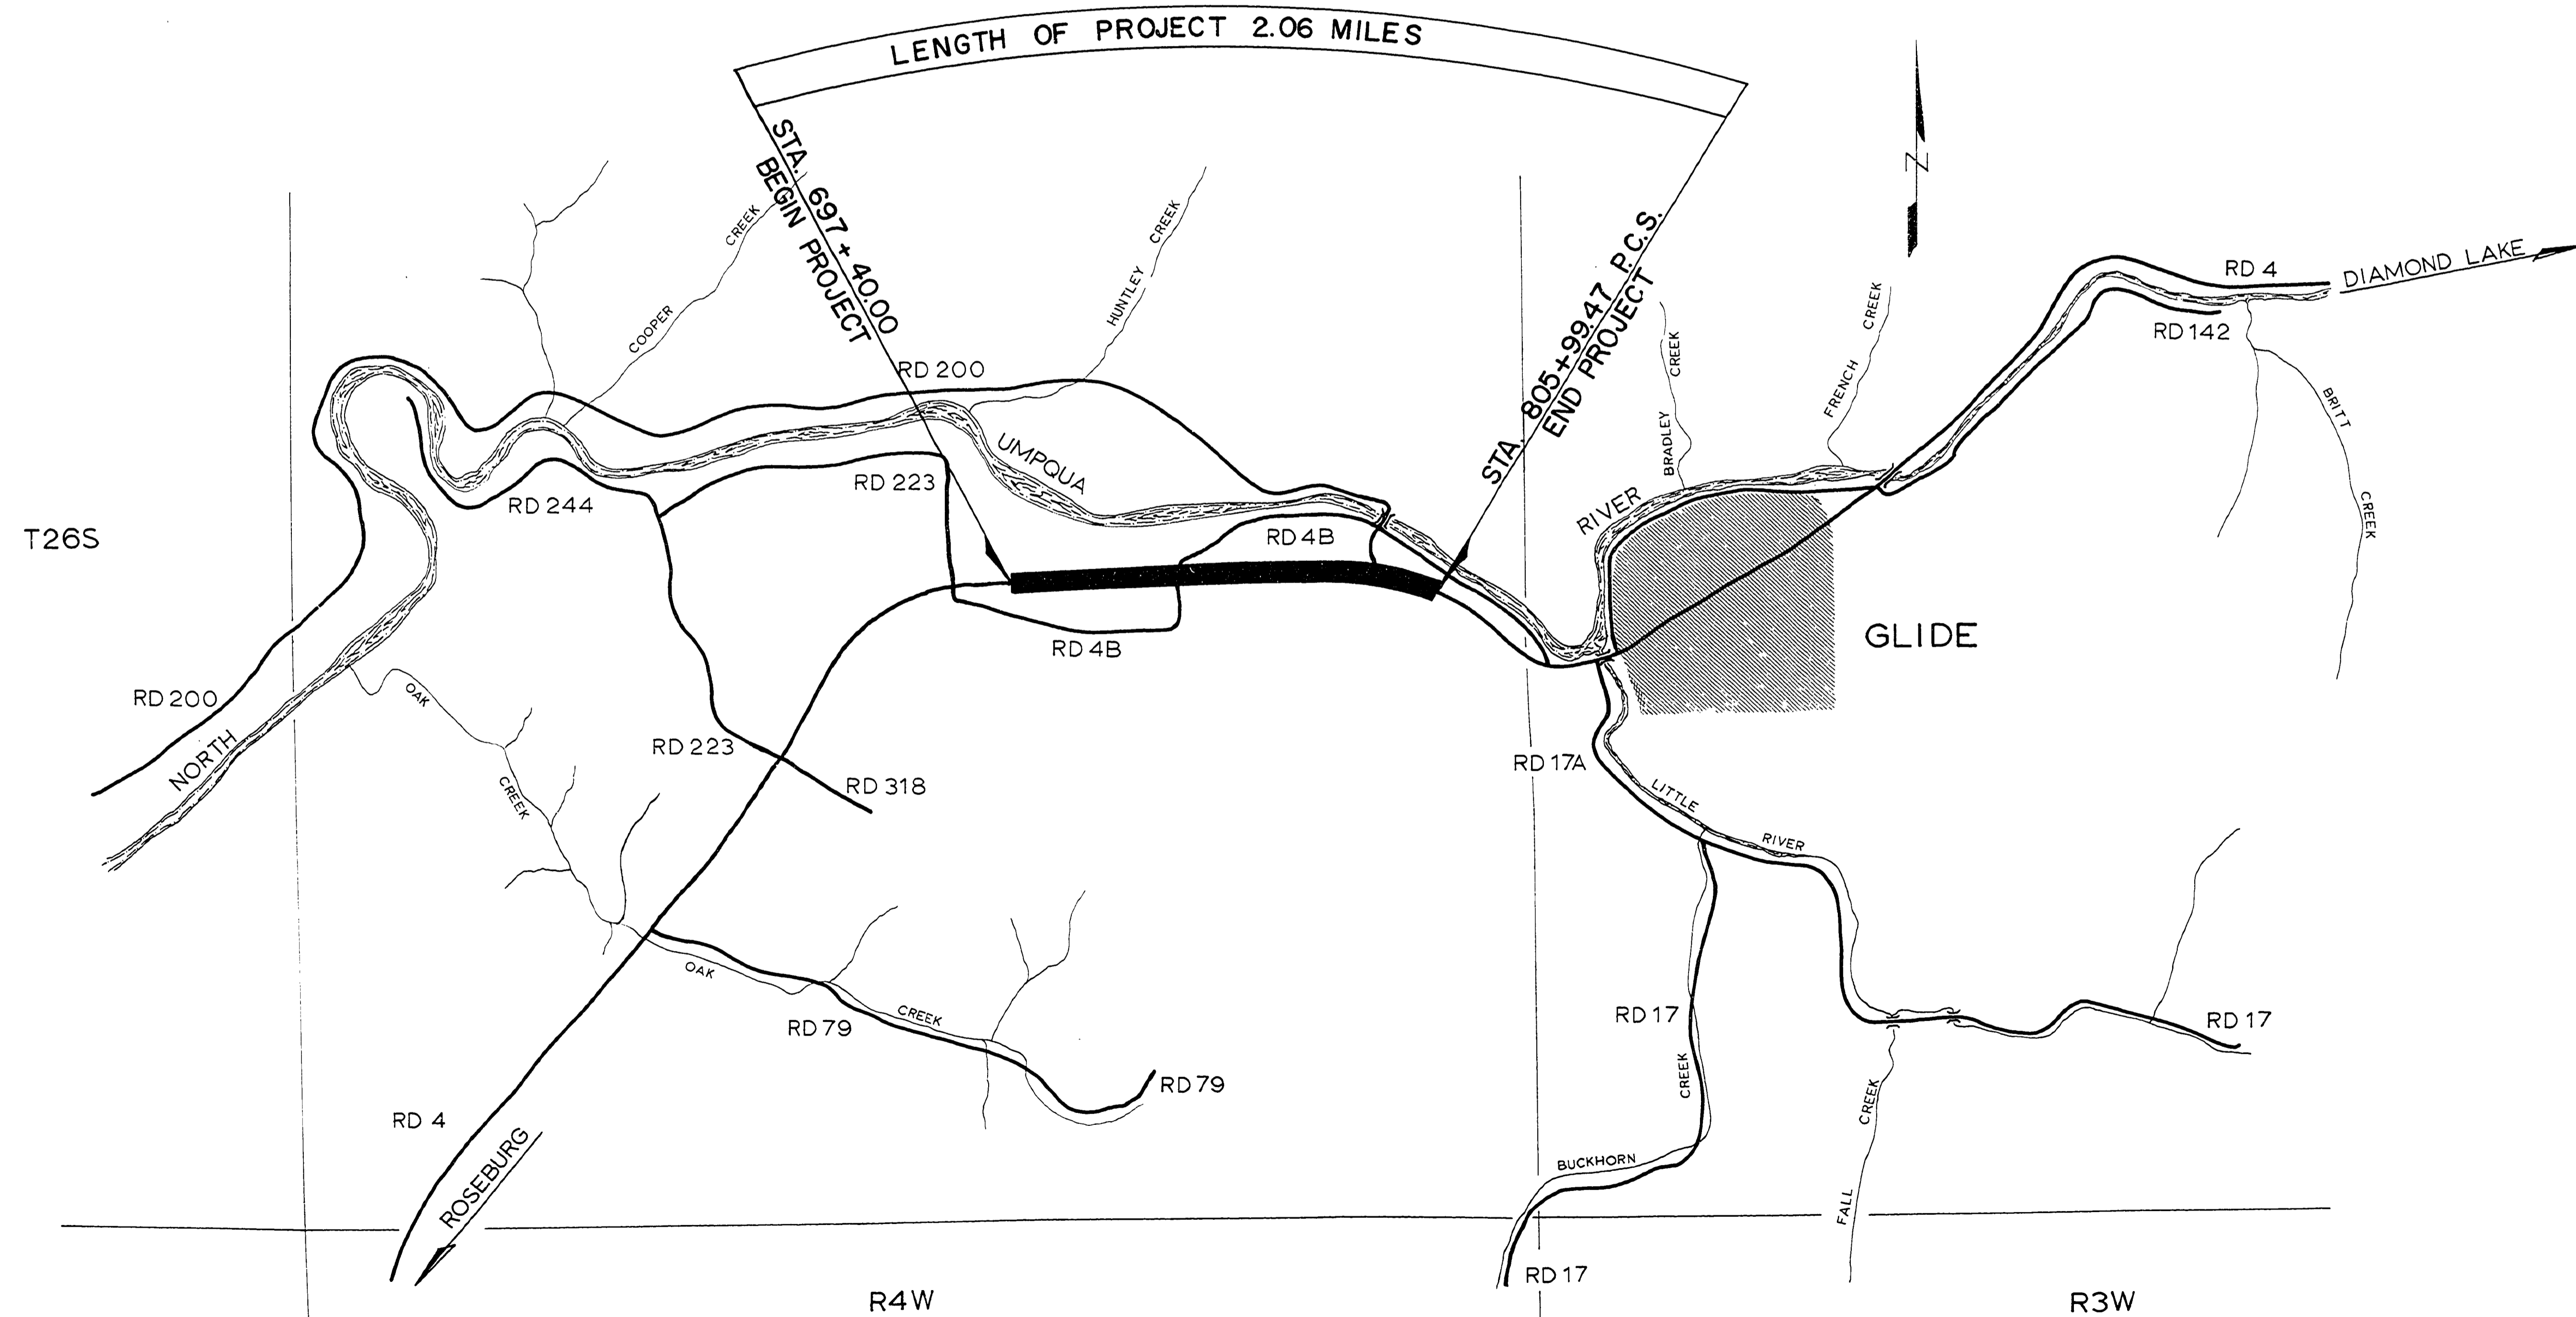 LENGTH OF PROJECT 2.06 MILES
STA. 697+40.00
BEGIN PROJECT
STA. 805+99.47 P.C.S.
END PROJECT
N
COOPER
CREEK
HUNTLEY
CREEK
BRADLEY
CREEK
FRENCH
CREEK
RD 4
DIAMOND LAKE
RD 142
BRITT
CREEK
RD 200
UMPQUA
RD 223
RD 244
RIVER
RD 4B
T26S
GLIDE
RD 4B
RD 200
NORTH
OAK
CREEK
RD 223
RD 318
RD 17A
LITTLE
RIVER
OAK
CREEK
RD 79
RD 79
RD 17
CREEK
BUCKHORN
RD 17
FALL
CREEK
RD 4
ROSEBURG
RD 17
R4W
R3W